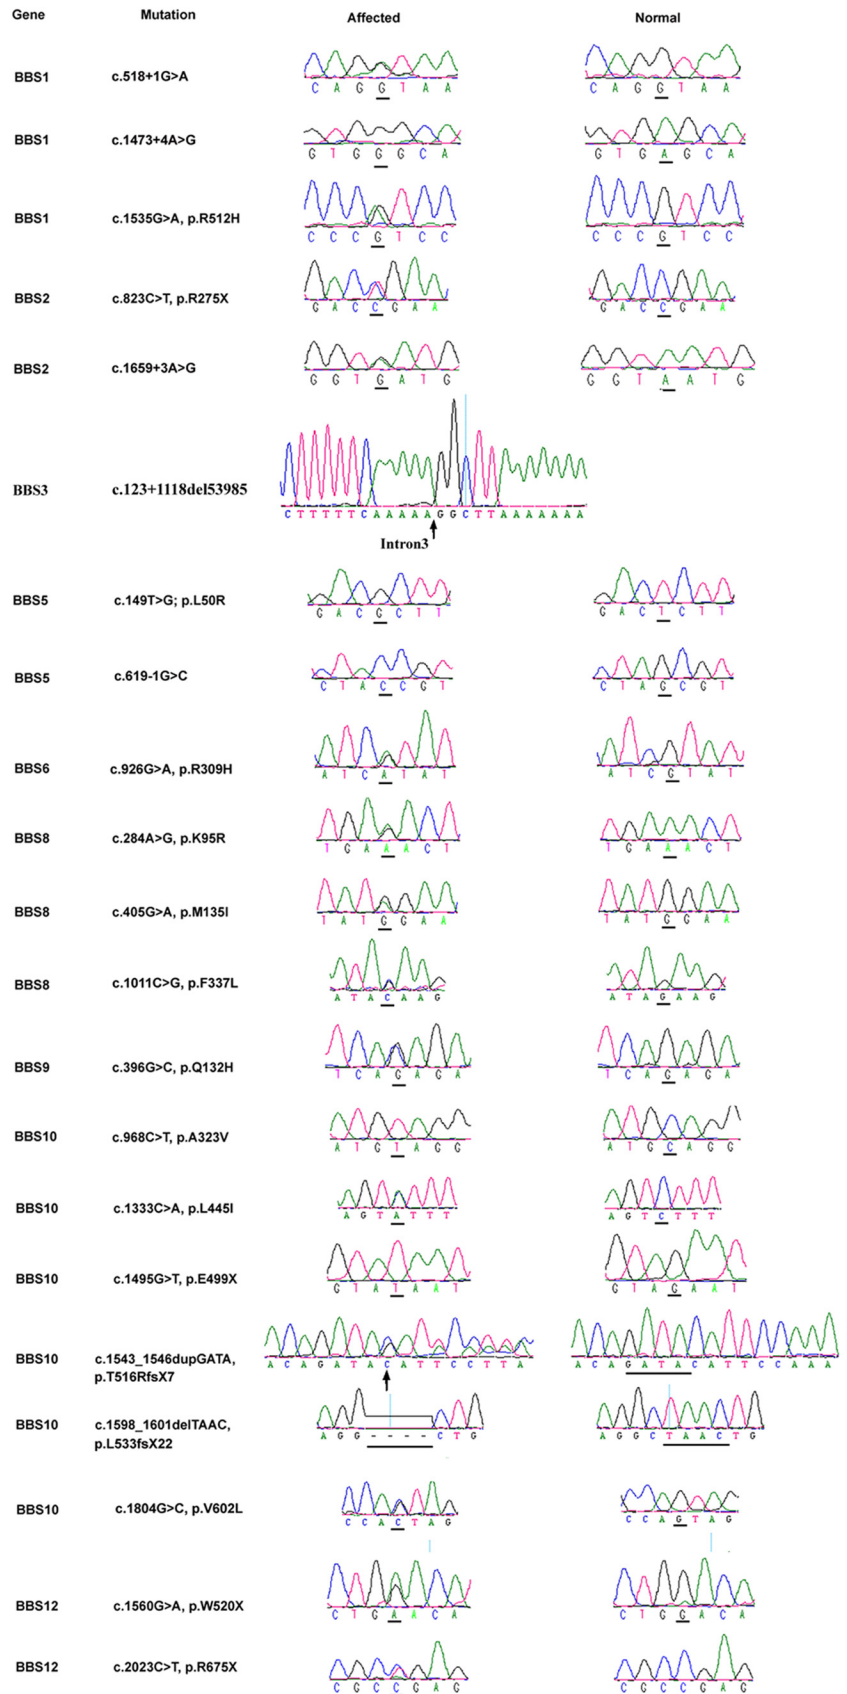 Gene Mutation Affected Normal
BBS1 c.518+1G>A
C A G G T A A C A G G T A A
BBS1 c.1473+4A>G
G T G G G C A G T G A G C A
BBS1 c.1535G>A, p.R512H
C C C G T C C C C C G T C C
BBS2 c.823C>T, p.R275X
G A C C G A A G A C C G A A
BBS2 c.1659+3A>G
G G T G A T G G G T A A T G
BBS3 c.123+1118del53985
C T T T T T C A A A A A G G C T T A A A A A A A
Intron3
BBS5 c.149T>G; p.L50R
G A C G C T T G A C T C T T
BBS5 c.619-1G>C
C T A C C G T C T A G C G T
BBS6 c.926G>A, p.R309H
A T C A T A T A T C G T A T
BBS8 c.284A>G, p.K95R
T G A A A C T T G A A A C T
BBS8 c.405G>A, p.M135I
T A T G G A A T A T G G A A
BBS8 c.1011C>G, p.F337L
A T A C A A G A T A G A A G
BBS9 c.396G>C, p.Q132H
T C A G A G A T C A G A G A
BBS10 c.968C>T, p.A323V
A T G T A G G A T G C A G G
BBS10 c.1333C>A, p.L445I
A G T A T T T A G T C T T T
BBS10 c.1495G>T, p.E499X
G T A T A A T G T A G A A T
BBS10 c.1543_1546dupGATA,
p.T516RfsX7
A C A G A T A C A T T C C T T A A C A G A T A C A T T C C A A A
BBS10 c.1598_1601delTAAC,
p.L533fsX22
A G G - - - - C T G A G G C T A A C T G
BBS10 c.1804G>C, p.V602L
C C A C T A G C C A G T A G
BBS12 c.1560G>A, p.W520X
C T G A A C A C T G G A C A
BBS12 c.2023C>T, p.R675X
C G C C G A G C G C C G A G